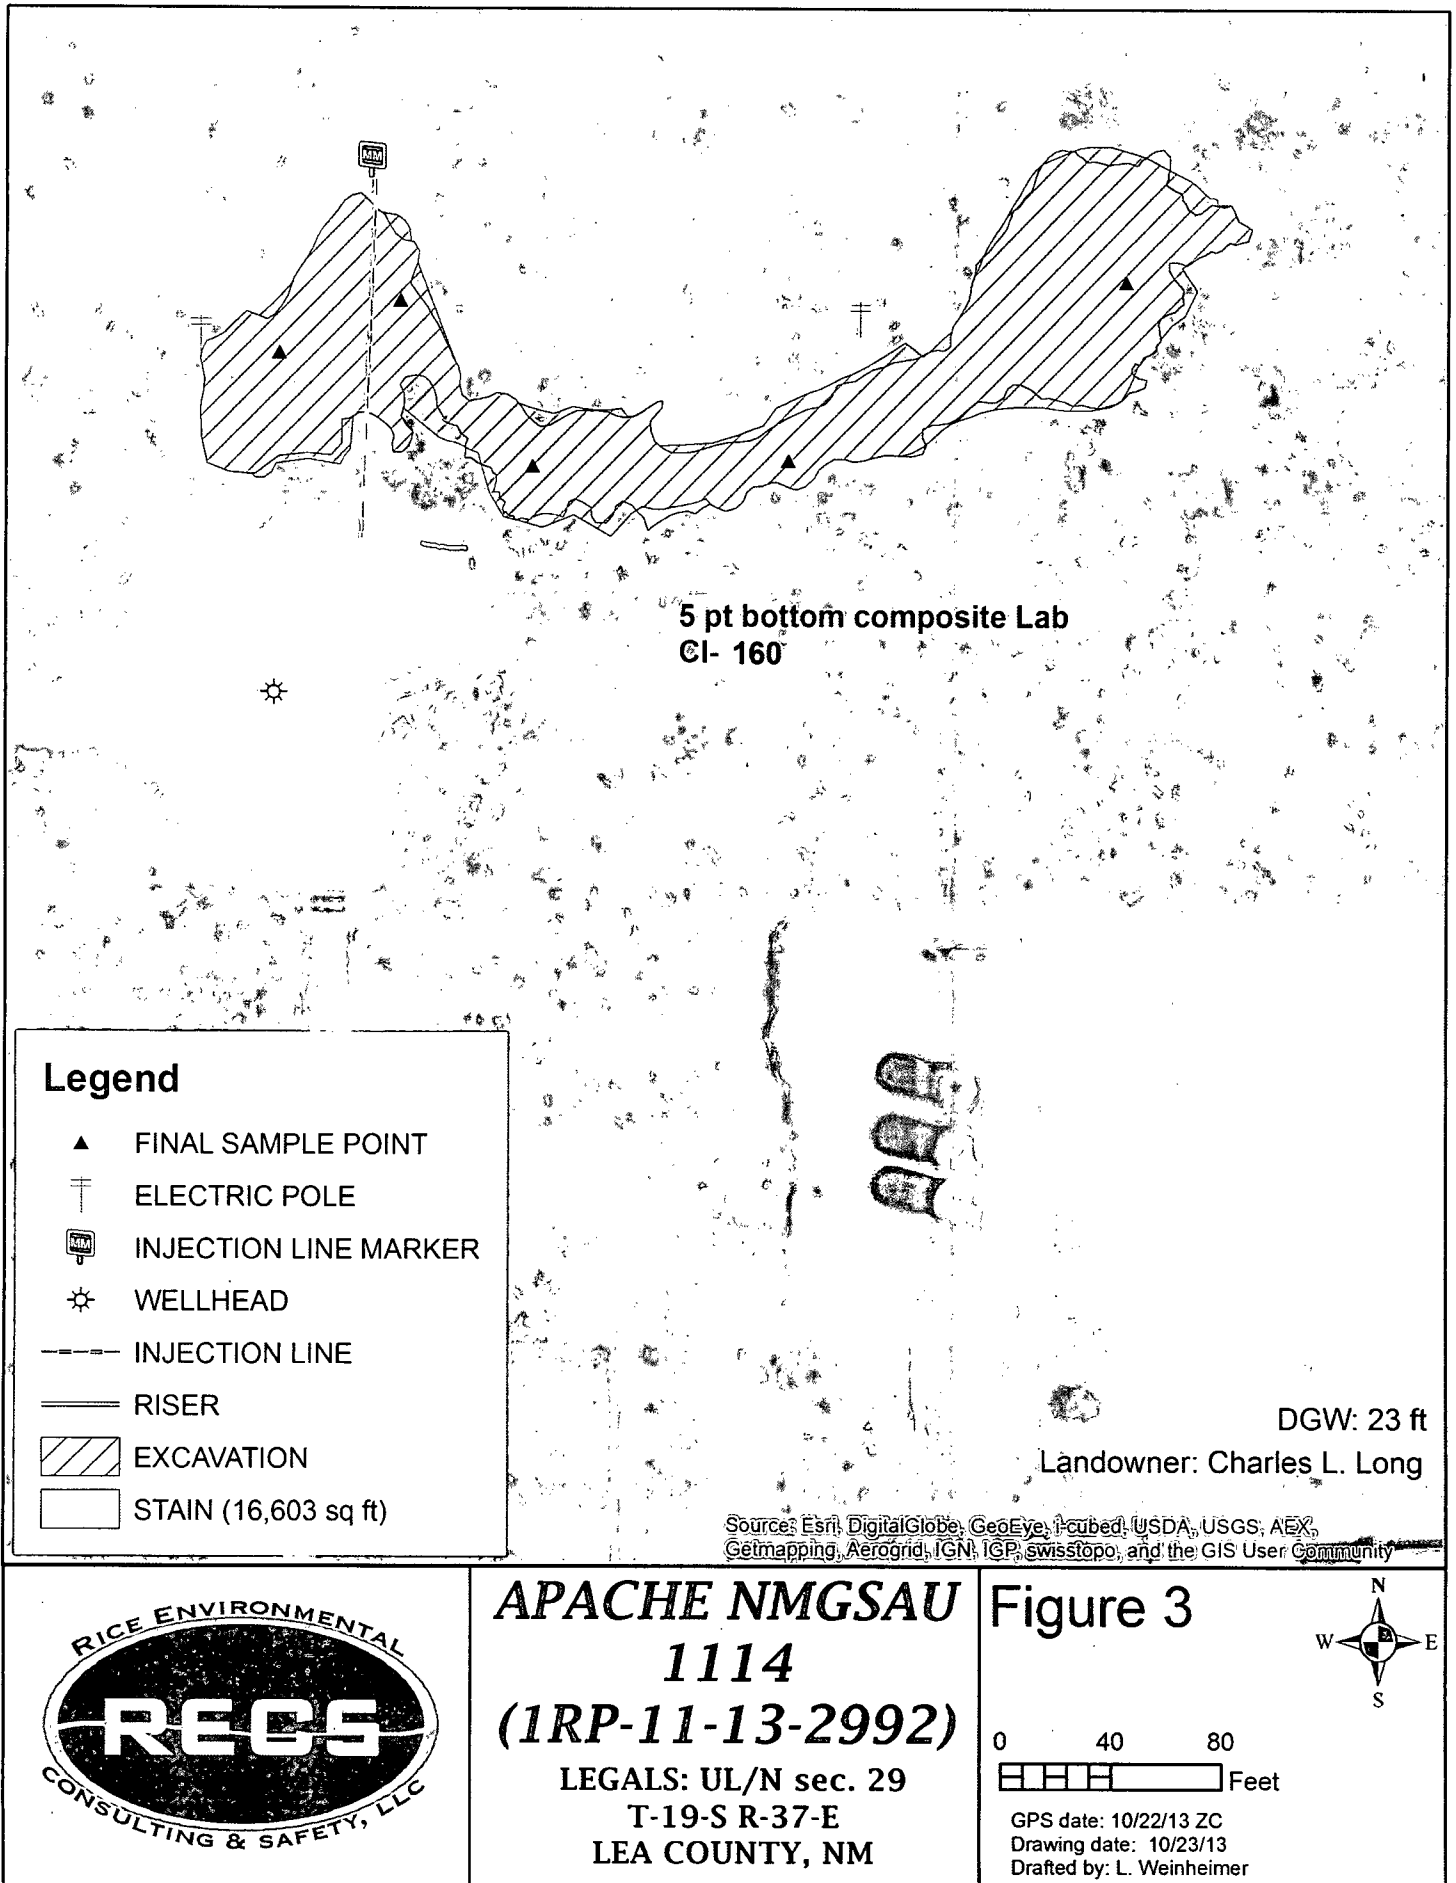 MM
5 pt bottom composite Lab
Cl- 160
Legend
FINAL SAMPLE POINT
ELECTRIC POLE
MM
INJECTION LINE MARKER
WELLHEAD
INJECTION LINE
RISER
EXCAVATION
STAIN (16,603 sq ft)
DGW: 23 ft
Landowner: Charles L. Long
Source: Esri, DigitalGlobe, GeoEye, i-cubed, USDA, USGS, AEX,
Getmapping, Aerogrid, IGN, IGP, swisstopo, and the GIS User Community
RICE ENVIRONMENTAL
RECS
CONSULTING & SAFETY, LLC
APACHE NMGSAU
1114
(1RP-11-13-2992)
LEGALS: UL/N sec. 29
T-19-S R-37-E
LEA COUNTY, NM
Figure 3
N
W E
S
0 40 80
Feet
GPS date: 10/22/13 ZC
Drawing date: 10/23/13
Drafted by: L. Weinheimer